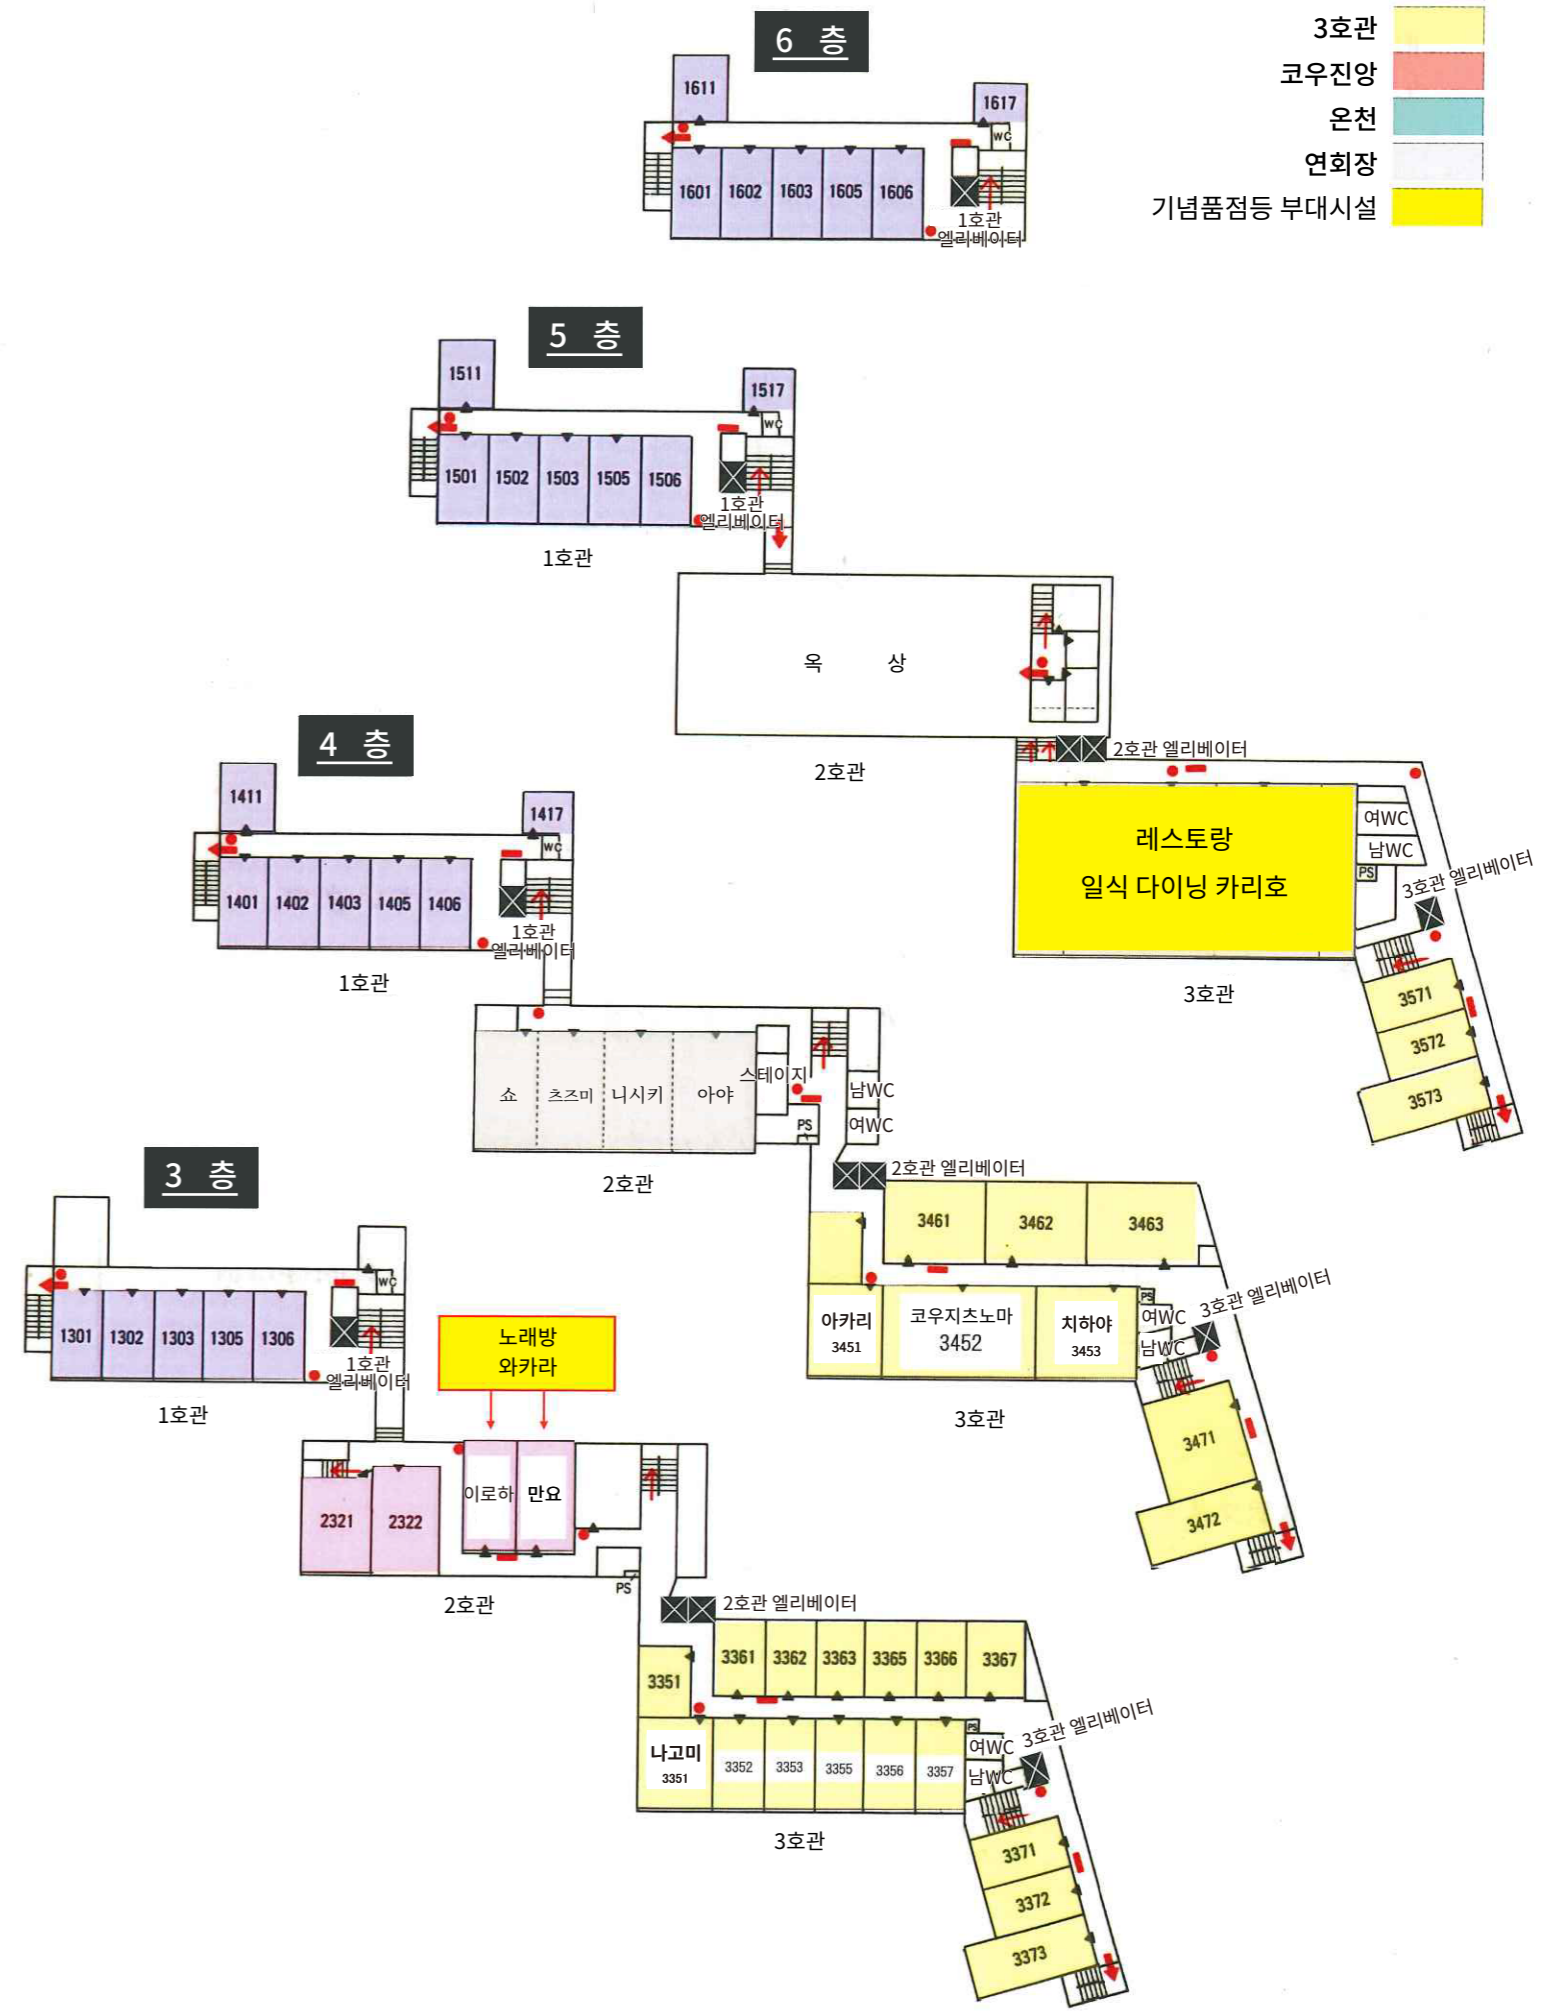 6 층
3호관
코우진앙
온천
연회장
기념품점등 부대시설
1611
1617
WC
1601 1602 1603 1605 1606
1호관
엘리베이터
5 층
1511
1517
WC
1501 1502 1503 1505 1506
1호관
엘리베이터
1호관
옥 상
2호관
2호관 엘리베이터
레스토랑
일식 다이닝 카리호
여WC
남WC
PS
3호관 엘리베이터
3호관
3571
3572
3573
4 층
1411
1417
WC
1401 1402 1403 1405 1406
1호관
엘리베이터
1호관
쇼 츠즈미 니시키 아야
스테이지
남WC
여WC
PS
2호관
2호관 엘리베이터
3461 3462 3463
아카리
3451
코우지츠노마
3452
치하야
3453
PS
여WC
남WC
3호관 엘리베이터
3호관
3471
3472
3 층
WC
1301 1302 1303 1305 1306
1호관
엘리베이터
1호관
노래방
와카라
2321 2322
이로하 만요
PS
2호관
2호관 엘리베이터
3351
3361 3362 3363 3365 3366 3367
나고미
3351
3352 3353 3355 3356 3357
PS
여WC
남WC
3호관 엘리베이터
3호관
3371
3372
3373